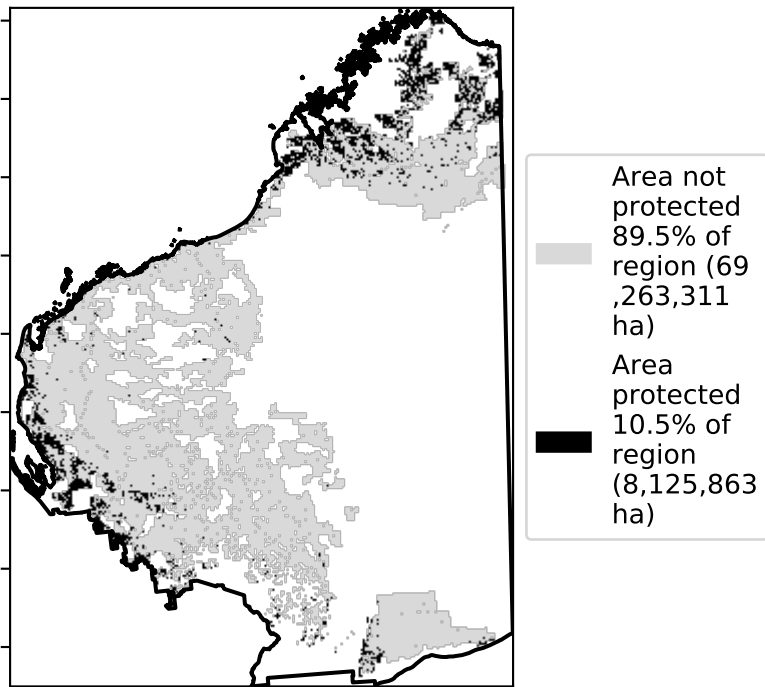 Area not
protected
89.5% of
region (69
,263,311
ha)
Area
protected
10.5% of
region
(8,125,863
ha)